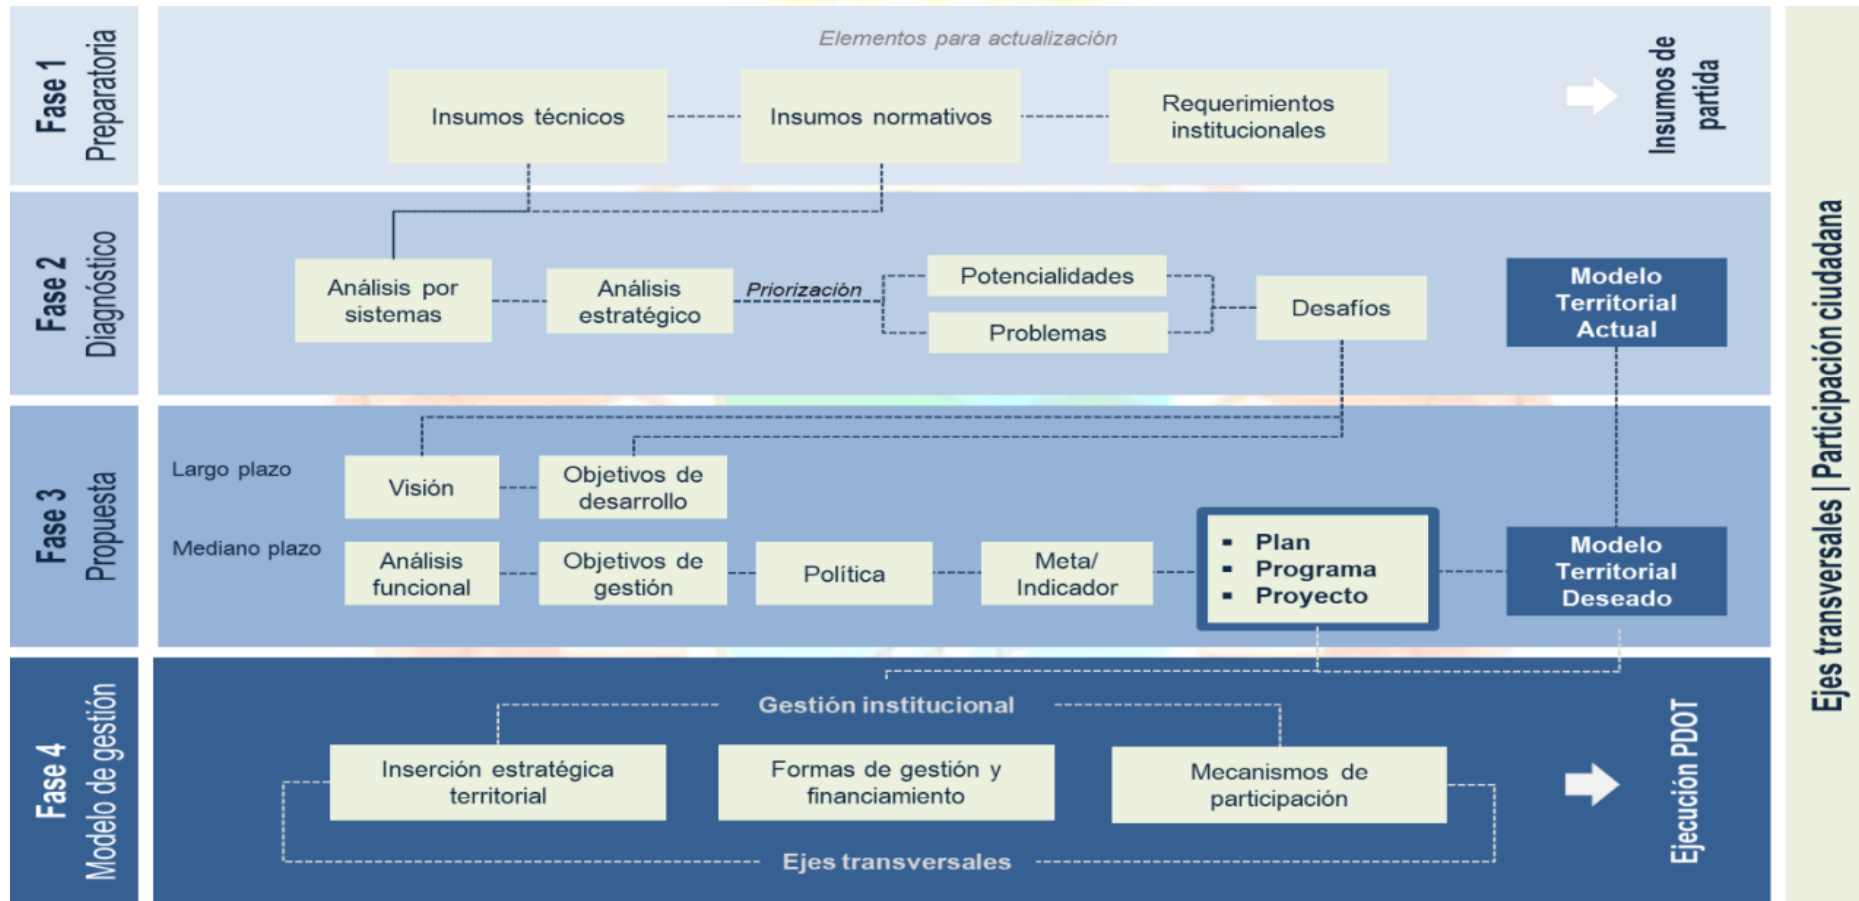 Fase 1
Preparatoria
Elementos para actualización
Insumos técnicos
Insumos normativos
Requerimientos
institucionales
Insumos de
partida
Fase 2
Diagnóstico
Análisis por
sistemas
Análisis
estratégico
Priorización
Potencialidades
Problemas
Desafíos
Modelo
Territorial
Actual
Fase 3
Propuesta
Largo plazo
Visión
Objetivos de
desarrollo
Mediano plazo
Análisis
funcional
Objetivos de
gestión
Política
Meta/
Indicador
▪ Plan
▪ Programa
▪ Proyecto
Modelo
Territorial
Deseado
Fase 4
Modelo de gestión
Gestión institucional
Inserción estratégica
territorial
Formas de gestión y
financiamiento
Mecanismos de
participación
Ejes transversales
Ejecución PDOT
Ejes transversales | Participación ciudadana